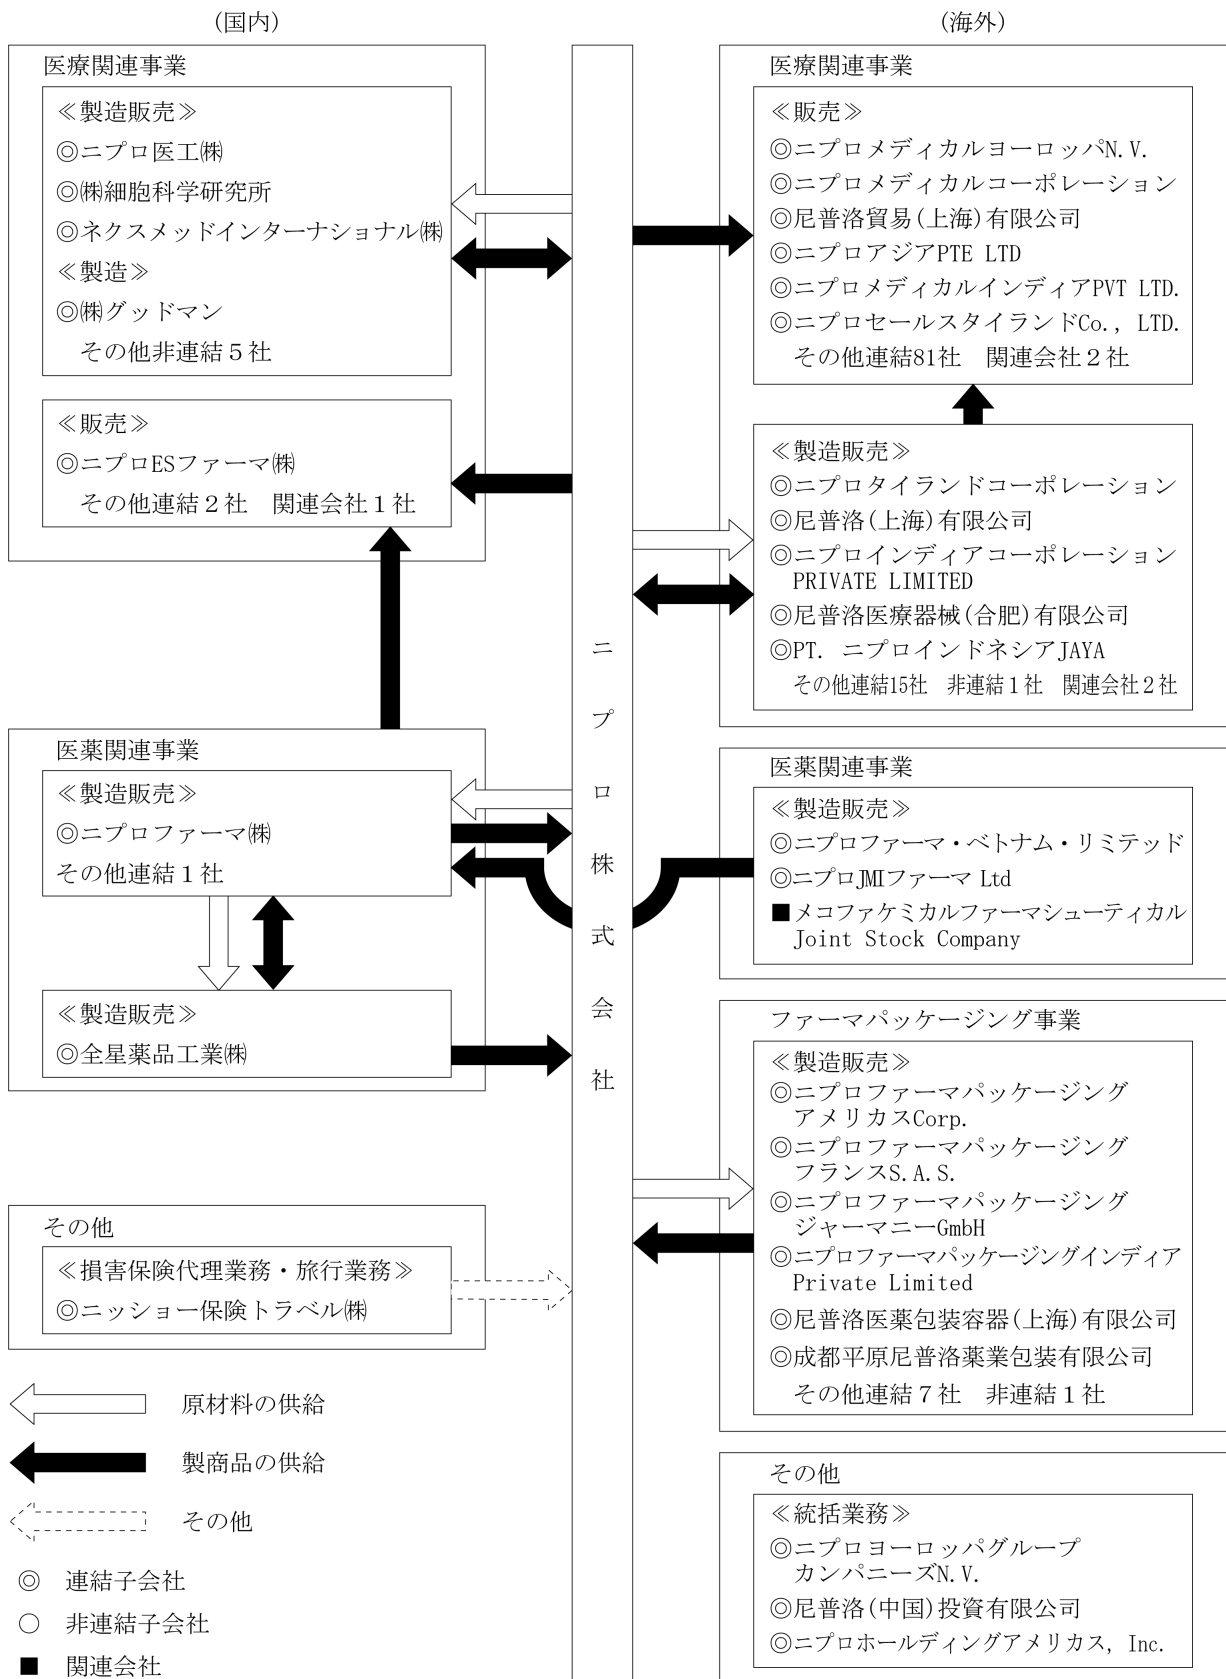 (国内)
医療関連事業
≪製造販売≫
◎ニプロ医工㈱
◎㈱細胞科学研究所
◎ネクスメッドインターナショナル㈱
≪製造≫
◎㈱グッドマン
その他非連結５社
≪販売≫
◎ニプロESファーマ㈱
その他連結２社　関連会社１社
医薬関連事業
≪製造販売≫
◎ニプロファーマ㈱
その他連結１社
≪製造販売≫
◎全星薬品工業㈱
その他
≪損害保険代理業務・旅行業務≫
◎ニッショー保険トラベル㈱
原材料の供給
製商品の供給
その他
◎　連結子会社
○　非連結子会社
■　関連会社
ニプロ株式会社
(海外)
医療関連事業
≪販売≫
◎ニプロメディカルヨーロッパN.V.
◎ニプロメディカルコーポレーション
◎尼普洛貿易(上海)有限公司
◎ニプロアジアPTE LTD
◎ニプロメディカルインディアPVT LTD.
◎ニプロセールスタイランドCo., LTD.
その他連結81社　関連会社２社
≪製造販売≫
◎ニプロタイランドコーポレーション
◎尼普洛(上海)有限公司
◎ニプロインディアコーポレーション
PRIVATE LIMITED
◎尼普洛医療器械(合肥)有限公司
◎PT. ニプロインドネシアJAYA
その他連結15社　非連結１社　関連会社２社
医薬関連事業
≪製造販売≫
◎ニプロファーマ・ベトナム・リミテッド
◎ニプロJMIファーマ Ltd
■メコファケミカルファーマシューティカル
Joint Stock Company
ファーマパッケージング事業
≪製造販売≫
◎ニプロファーマパッケージング
アメリカスCorp.
◎ニプロファーマパッケージング
フランスS.A.S.
◎ニプロファーマパッケージング
ジャーマニーGmbH
◎ニプロファーマパッケージングインディア
Private Limited
◎尼普洛医薬包装容器(上海)有限公司
◎成都平原尼普洛薬業包装有限公司
その他連結７社　非連結１社
その他
≪統括業務≫
◎ニプロヨーロッパグループ
カンパニーズN.V.
◎尼普洛(中国)投資有限公司
◎ニプロホールディングアメリカス, Inc.